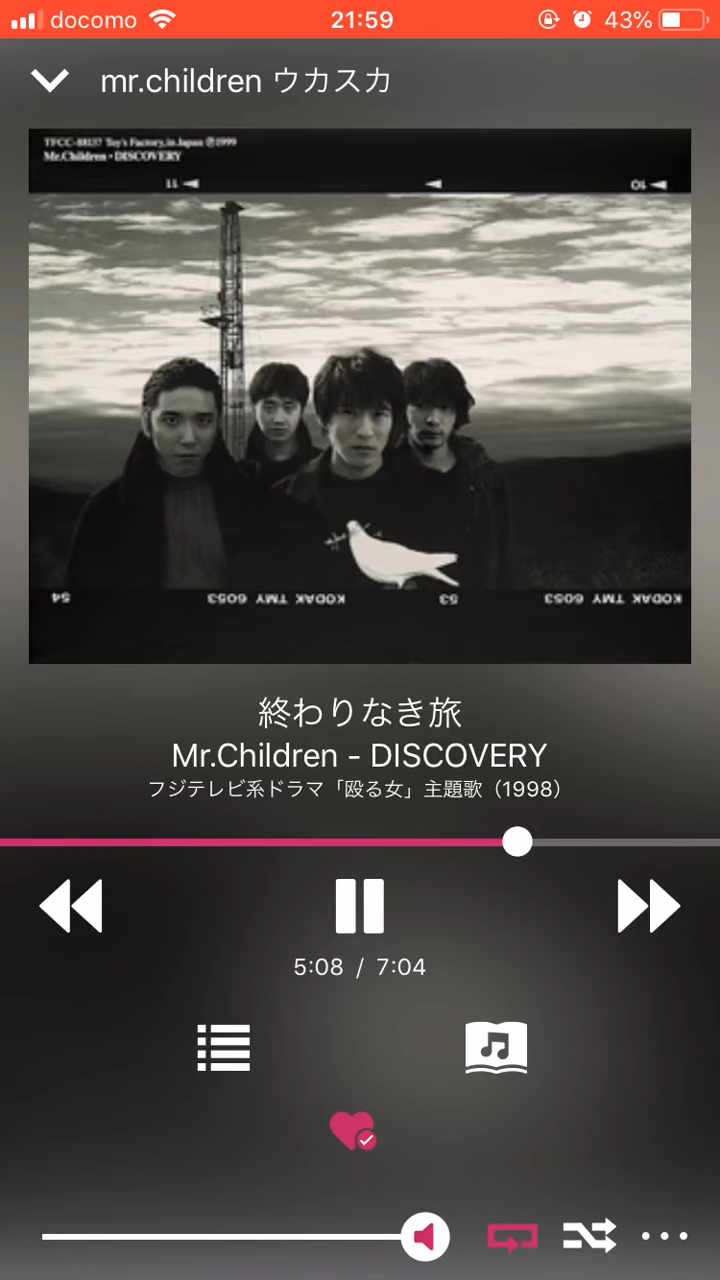 docomo 21:59 43%
mr.children ウカスカ
TFCC-88137 Toy's Factory, in Japan ℗1999
Mr.Children • DISCOVERY
11 10
54 KODAK TMY 6053 53 KODAK TMY 6053
終わりなき旅
Mr.Children - DISCOVERY
フジテレビ系ドラマ「殴る女」主題歌（1998）
5:08 / 7:04